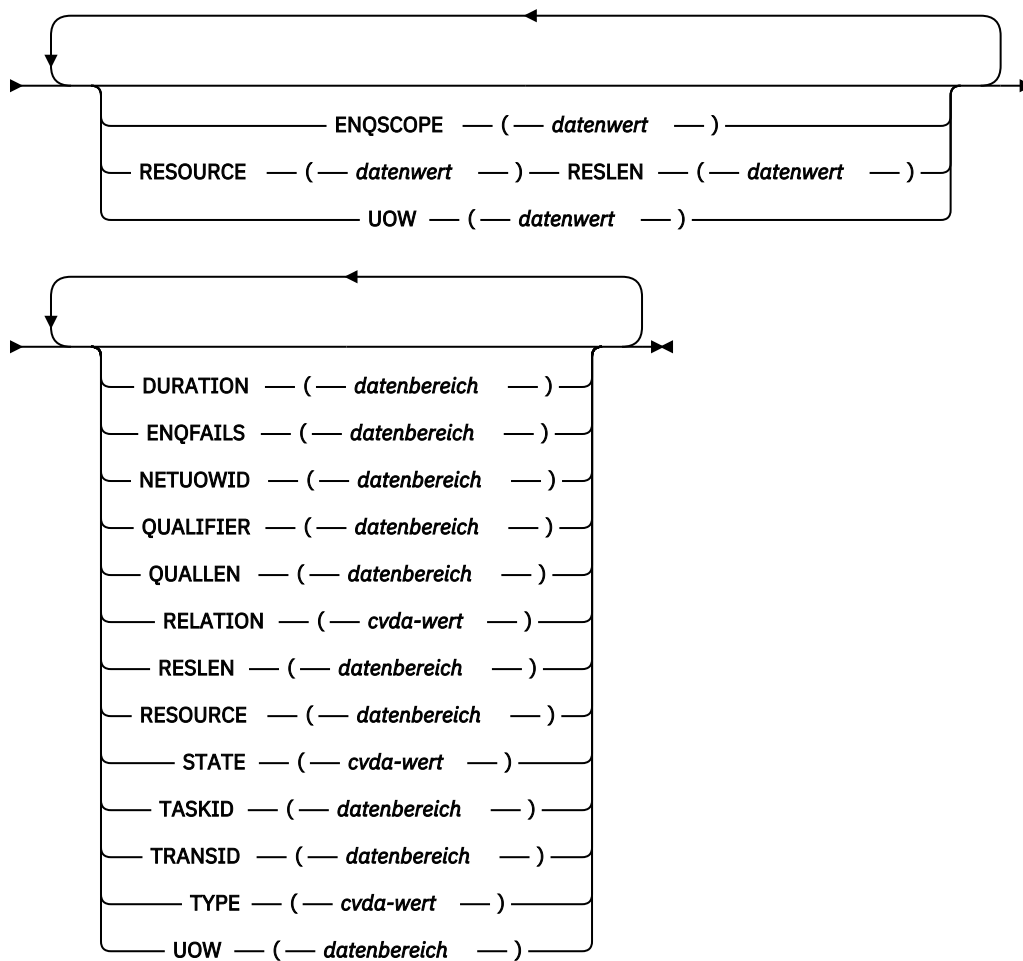 ENQSCOPE ( datenwert )
RESOURCE ( datenwert ) RESLEN ( datenwert )
UOW ( datenwert )
DURATION ( datenbereich )
ENQFAILS ( datenbereich )
NETUOWID ( datenbereich )
QUALIFIER ( datenbereich )
QUALLEN ( datenbereich )
RELATION ( cvda-wert )
RESLEN ( datenbereich )
RESOURCE ( datenbereich )
STATE ( cvda-wert )
TASKID ( datenbereich )
TRANSID ( datenbereich )
TYPE ( cvda-wert )
UOW ( datenbereich )